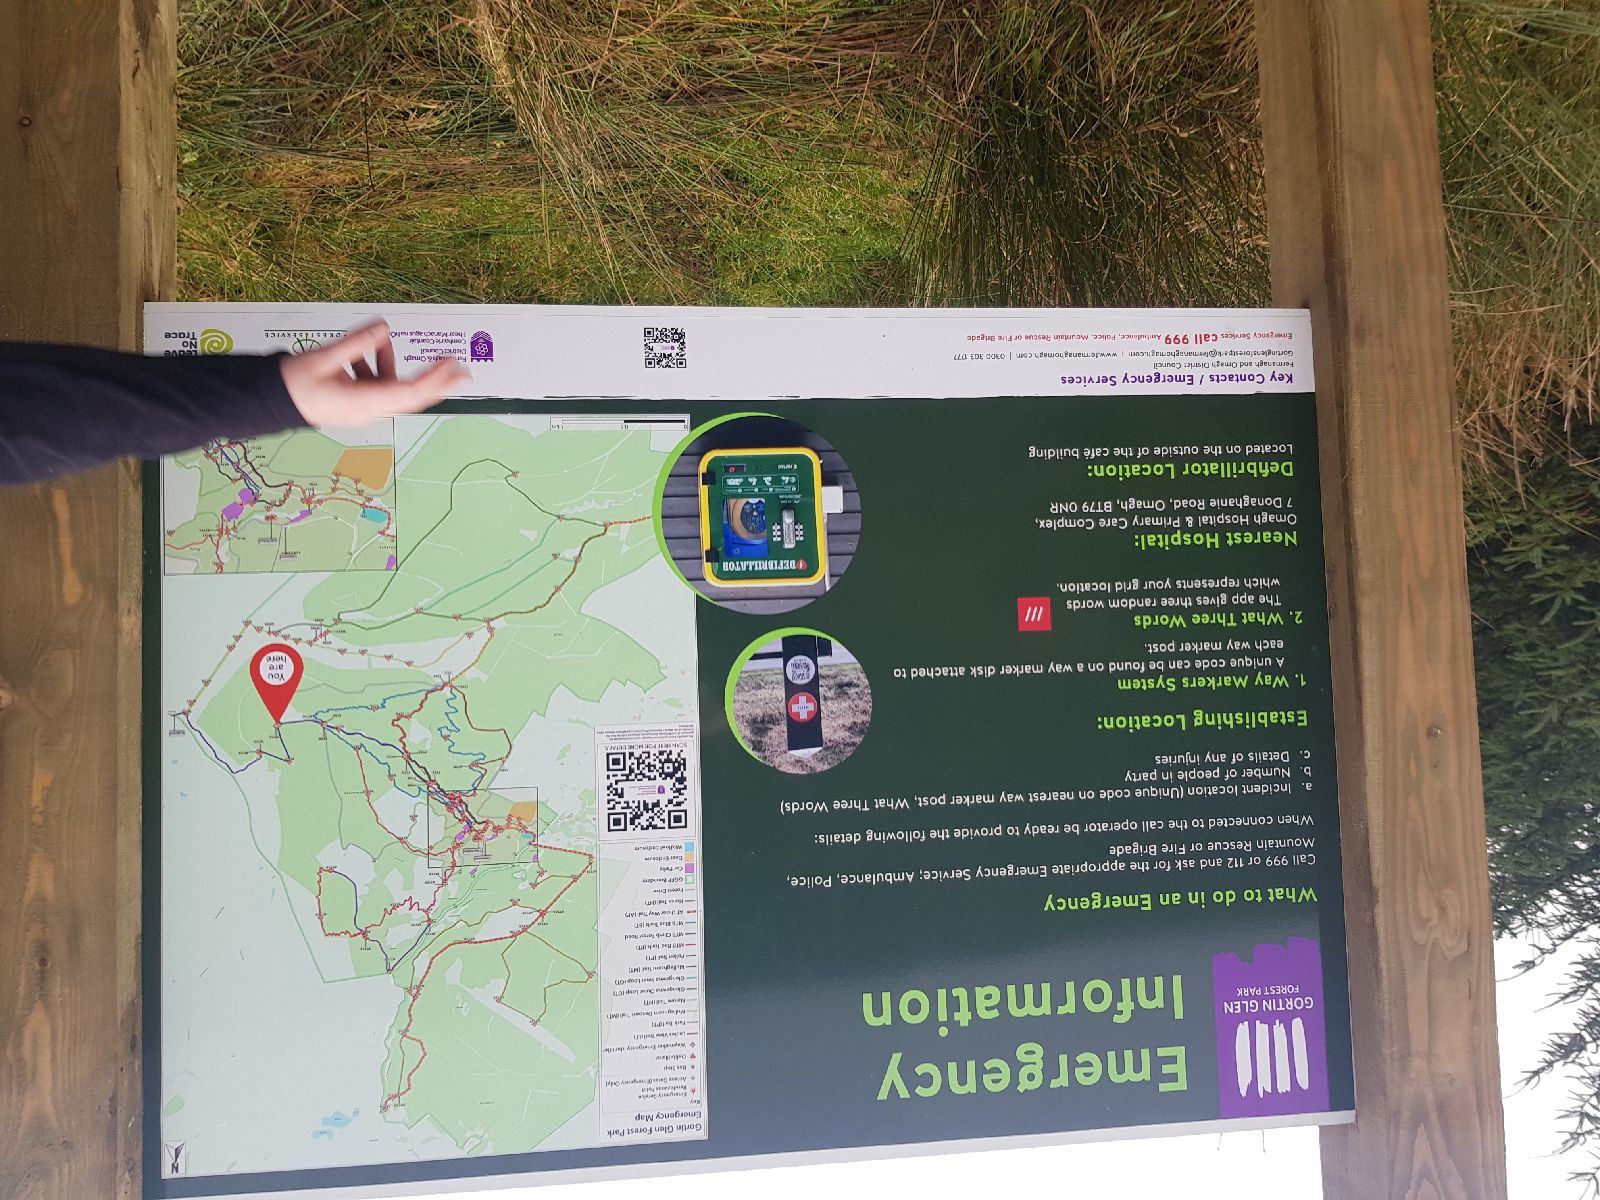 GORTIN GLEN
FOREST PARK
Emergency
Information
What to do in an Emergency
Call 999 or 112 and ask for the appropriate Emergency Service; Ambulance, Police,
Mountain Rescue or Fire Brigade
When connected to the call operator be ready to provide the following details:
a. Incident location (Unique code on nearest way marker post, What Three Words)
b. Number of people in party
c. Details of any injuries
Establishing Location:
1. Way Markers System
A unique code can be found on a way marker disk attached to
each way marker post.
2. What Three Words
The app gives three random words
which represents your grid location.
Nearest Hospital:
Omagh Hospital & Primary Care Complex,
7 Donaghanie Road, Omagh, BT79 0NR
Defibrillator Location:
Located on the outside of the café building
DEFIBRILLATOR
Gortin Glen Forest Park
Emergency Map
Key
Emergency Service
Rendezvous Point
Access Gates (Emergency Only)
Bus Stop
Defibrillator
Waymarker Emergency Identifier
Ladies View Trail (LT)
Park Trail (PT)
Mullaghcarn Descent Trail (MT)
Nature Trail (NT)
Glengawna Outer Loop (GT)
Glengawna Inner Loop (GT)
Mullaghcarn Trail (MT)
Pollan Trail (PT)
MTB Red Trails (RT)
MTB Climb Forest Road
MTB Blue Trails (BT)
Ulster Way Trail (AP)
Horse Trail (HT)
Forest Drive
GGFP Boundary
Car Parks
Deer Enclosure
Wildfowl Enclosure
SCAN HERE FOR MORE DETAILS
N
You
are
here
0 0.5 1 km
Key Contacts / Emergency Services
Fermanagh and Omagh District Council
Gortinglensforestpark@fermanaghomagh.com | www.fermanaghomagh.com | 0300 303 1777
Emergency Services call 999 Ambulance, Police, Mountain Rescue or Fire Brigade
& Omagh
District Council
Comhairle Ceantair
FOREST SERVICE
Leave
No
Trace